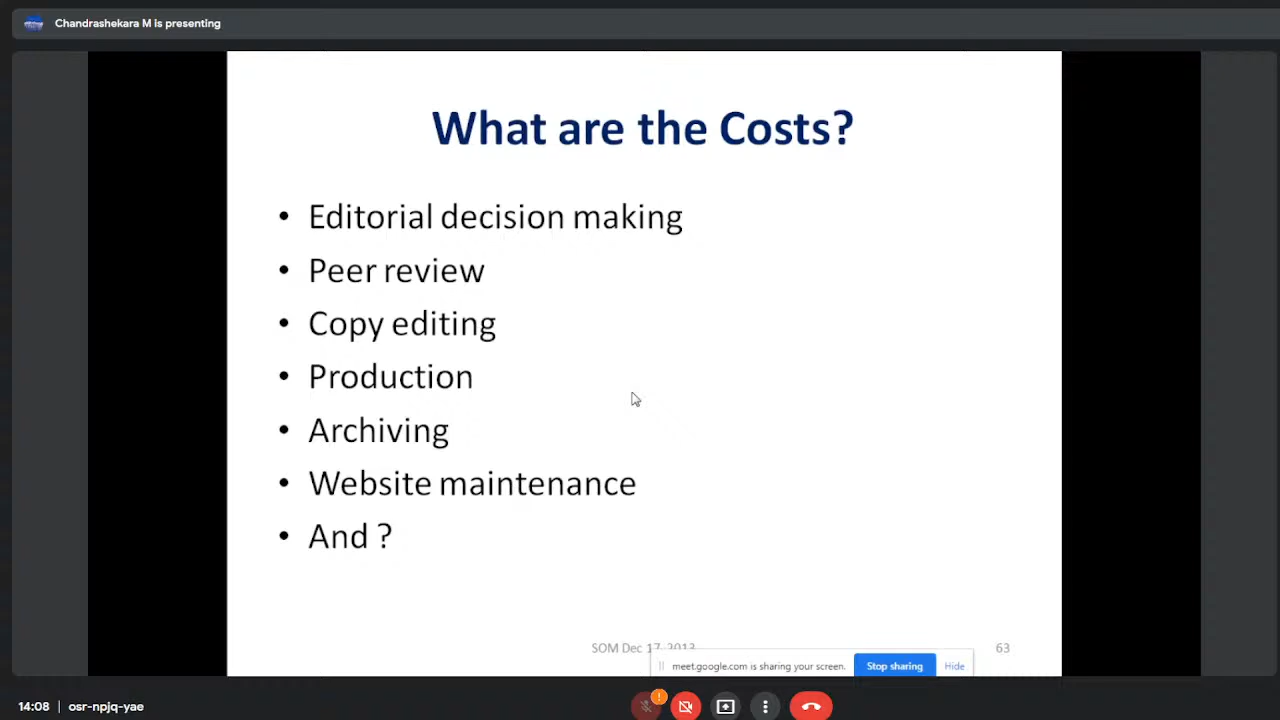 Chandrashekara M is presenting
What are the Costs?
• Editorial decision making
• Peer review
• Copy editing
• Production
• Archiving
• Website maintenance
• And ?
SOM Dec 17, 2013
63
meet.google.com is sharing your screen.
Stop sharing
Hide
14:08 | osr-npjq-yae